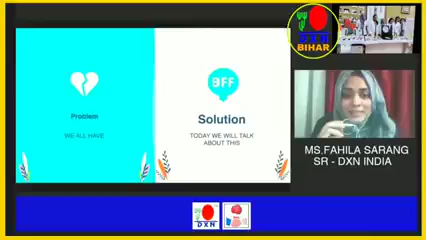 DXN
BIHAR
BFF
Problem
WE ALL HAVE
Solution
TODAY WE WILL TALK
ABOUT THIS
MS.FAHILA SARANG
SR - DXN INDIA
DXN